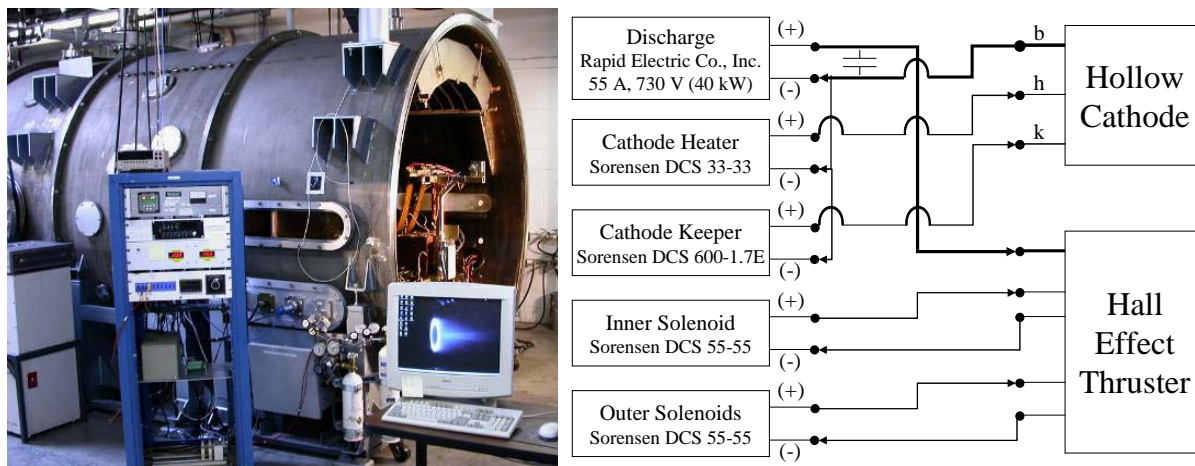 Discharge
Rapid Electric Co., Inc.
55 A, 730 V (40 kW)
(+)
(-)
Cathode Heater
Sorensen DCS 33-33
(+)
(-)
Cathode Keeper
Sorensen DCS 600-1.7E
(+)
(-)
Inner Solenoid
Sorensen DCS 55-55
(+)
(-)
Outer Solenoids
Sorensen DCS 55-55
(+)
(-)
b
h
k
Hollow
Cathode
Hall
Effect
Thruster